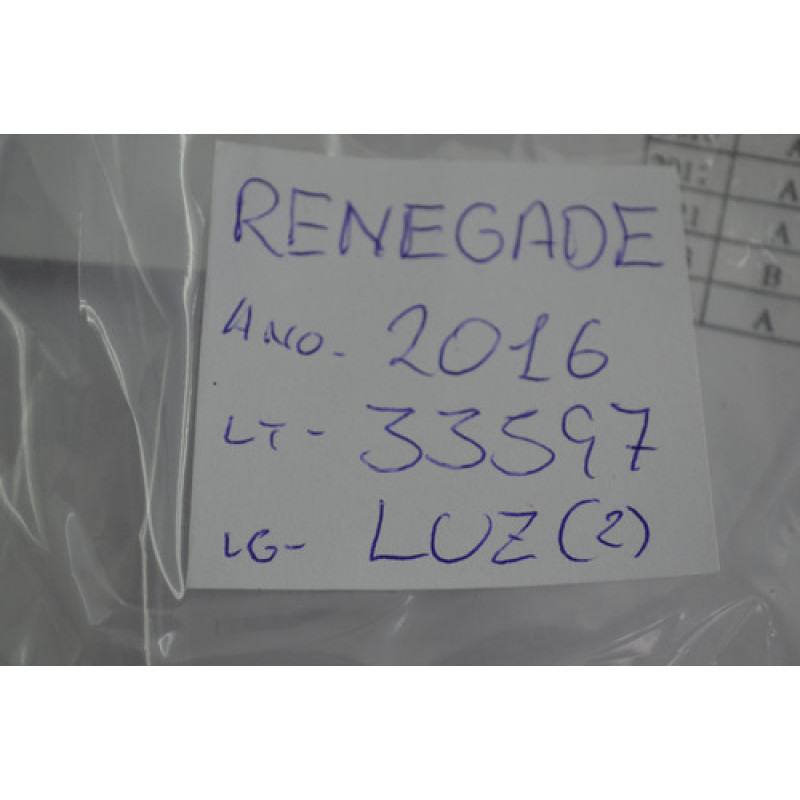 RENEGADE
ANO- 2016
LT- 33597
LG- LUZ (2)
A
A
A
B
A